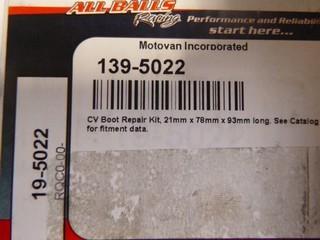 ALL BALLS
Racing
Performance and Reliability
start here...
Motovan Incorporated
139-5022
CV Boot Repair Kit, 21mm x 78mm x 93mm long. See Catalog
for fitment data.
19-5022